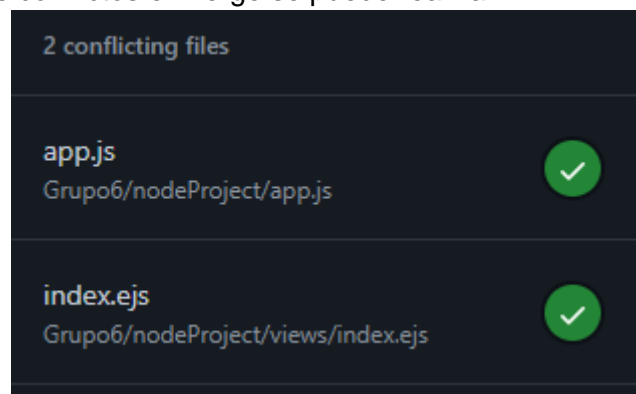 2 conflicting files
app.js
Grupo6/nodeProject/app.js
index.ejs
Grupo6/nodeProject/views/index.ejs